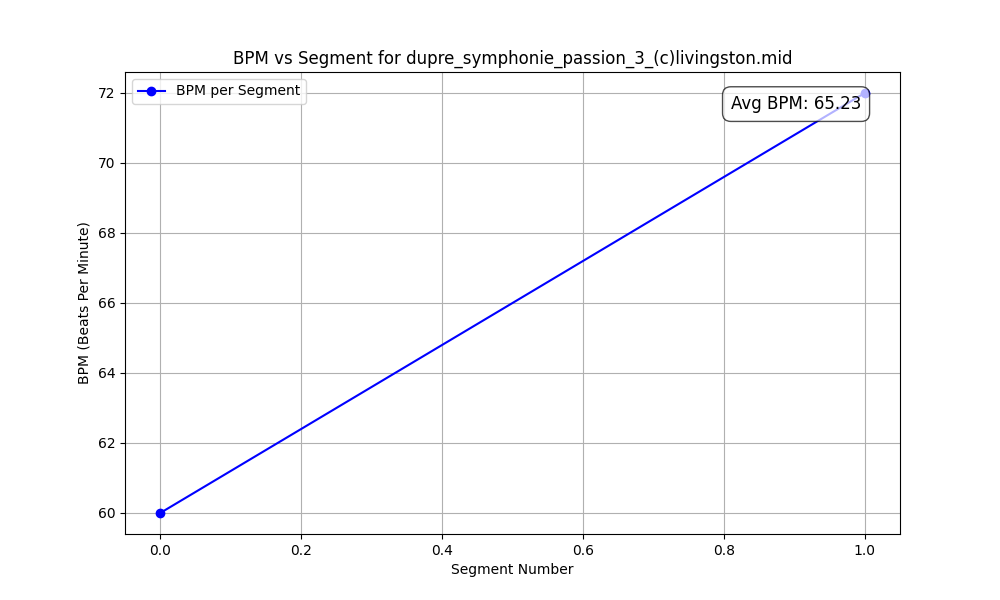 BPM vs Segment for dupre_symphonie_passion_3_(c)livingston.mid
BPM per Segment
Avg BPM: 65.23
72
70
68
66
64
62
60
BPM (Beats Per Minute)
0.0 0.2 0.4 0.6 0.8 1.0
Segment Number